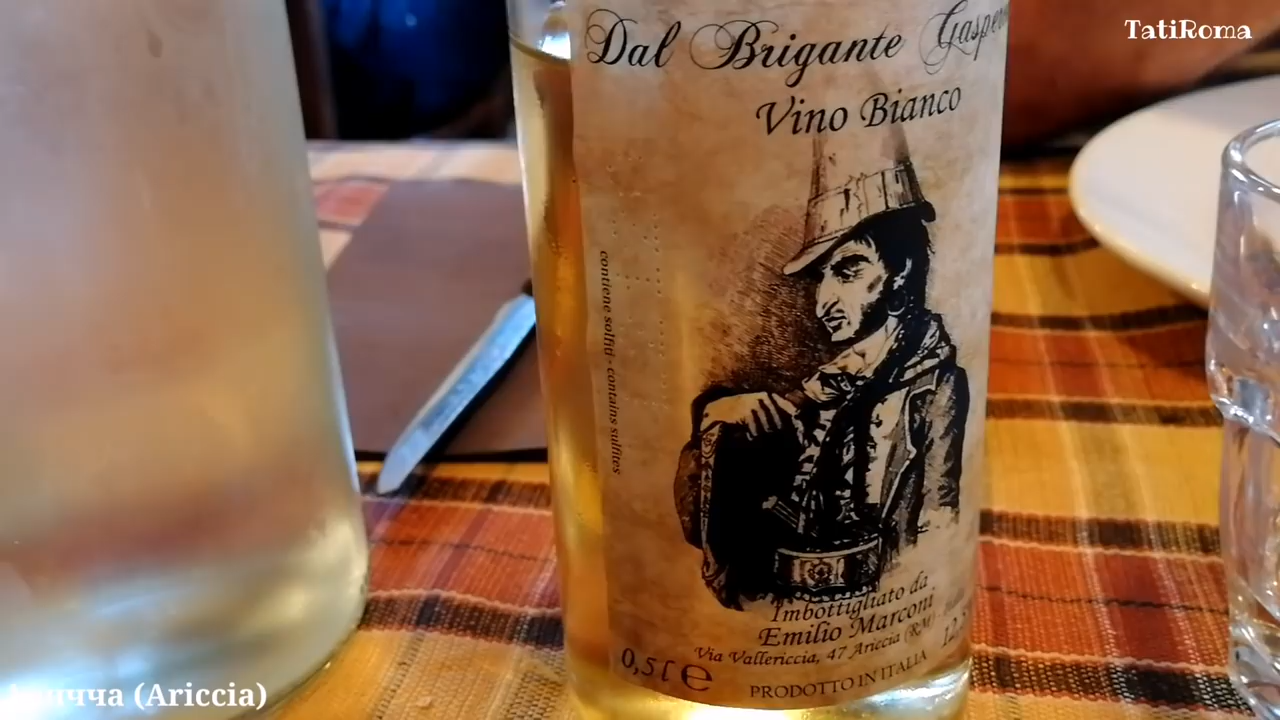 TatiRoma
Dal Brigante
Vino Bianco
contiene solfiti - contains sulfites
Imbottigliato da
Emilio Marconi
Via Vallericcia, 47 Ariccia (RM)
0,5 l e
PRODOTTO IN ITALIA
(Ariccia)